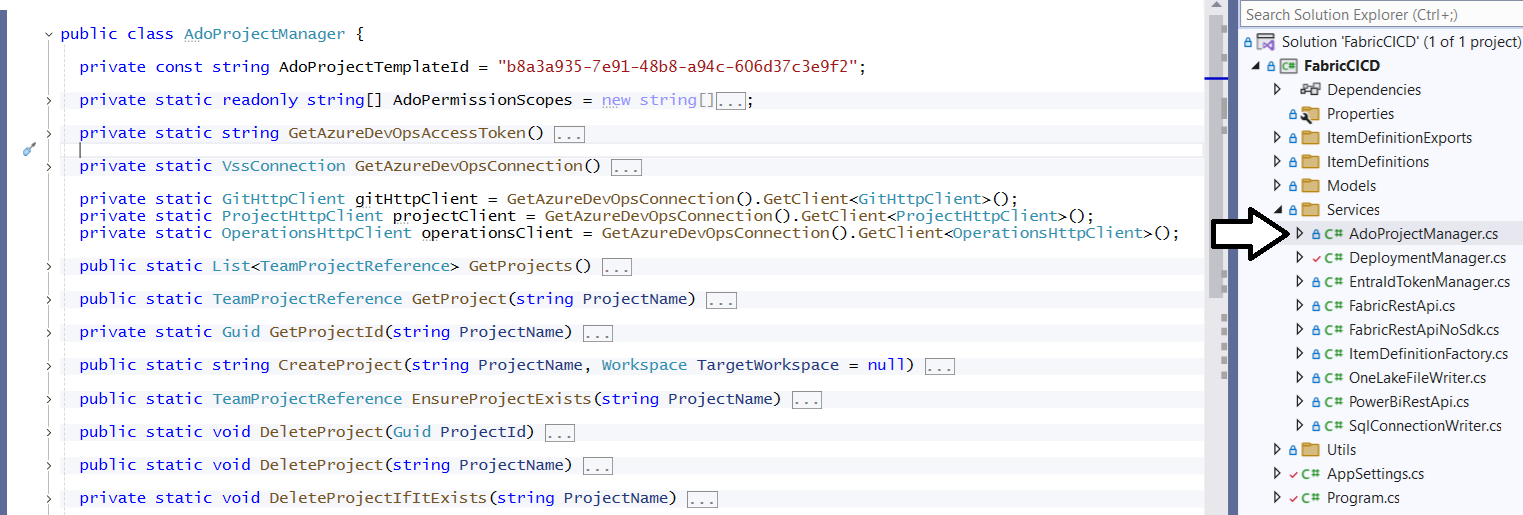 public class AdoProjectManager {
private const string AdoProjectTemplateId = "b8a3a935-7e91-48b8-a94c-606d37c3e9f2";
private static readonly string[] AdoPermissionScopes = new string[]...;
private static string GetAzureDevOpsAccessToken() ...
private static VssConnection GetAzureDevOpsConnection() ...
private static GitHttpClient gitHttpClient = GetAzureDevOpsConnection().GetClient<GitHttpClient>();
private static ProjectHttpClient projectClient = GetAzureDevOpsConnection().GetClient<ProjectHttpClient>();
private static OperationsHttpClient operationsClient = GetAzureDevOpsConnection().GetClient<OperationsHttpClient>();
public static List<TeamProjectReference> GetProjects() ...
public static TeamProjectReference GetProject(string ProjectName) ...
private static Guid GetProjectId(string ProjectName) ...
public static string CreateProject(string ProjectName, Workspace TargetWorkspace = null) ...
public static TeamProjectReference EnsureProjectExists(string ProjectName) ...
public static void DeleteProject(Guid ProjectId) ...
public static void DeleteProject(string ProjectName) ...
private static void DeleteProjectIfItExists(string ProjectName) ...
Search Solution Explorer (Ctrl+;)
Solution 'FabricCICD' (1 of 1 project)
C# FabricCICD
Dependencies
Properties
ItemDefinitionExports
ItemDefinitions
Models
Services
C# AdoProjectManager.cs
C# DeploymentManager.cs
C# EntraIdTokenManager.cs
C# FabricRestApi.cs
C# FabricRestApiNoSdk.cs
C# ItemDefinitionFactory.cs
C# OneLakeFileWriter.cs
C# PowerBiRestApi.cs
C# SqlConnectionWriter.cs
Utils
C# AppSettings.cs
C# Program.cs